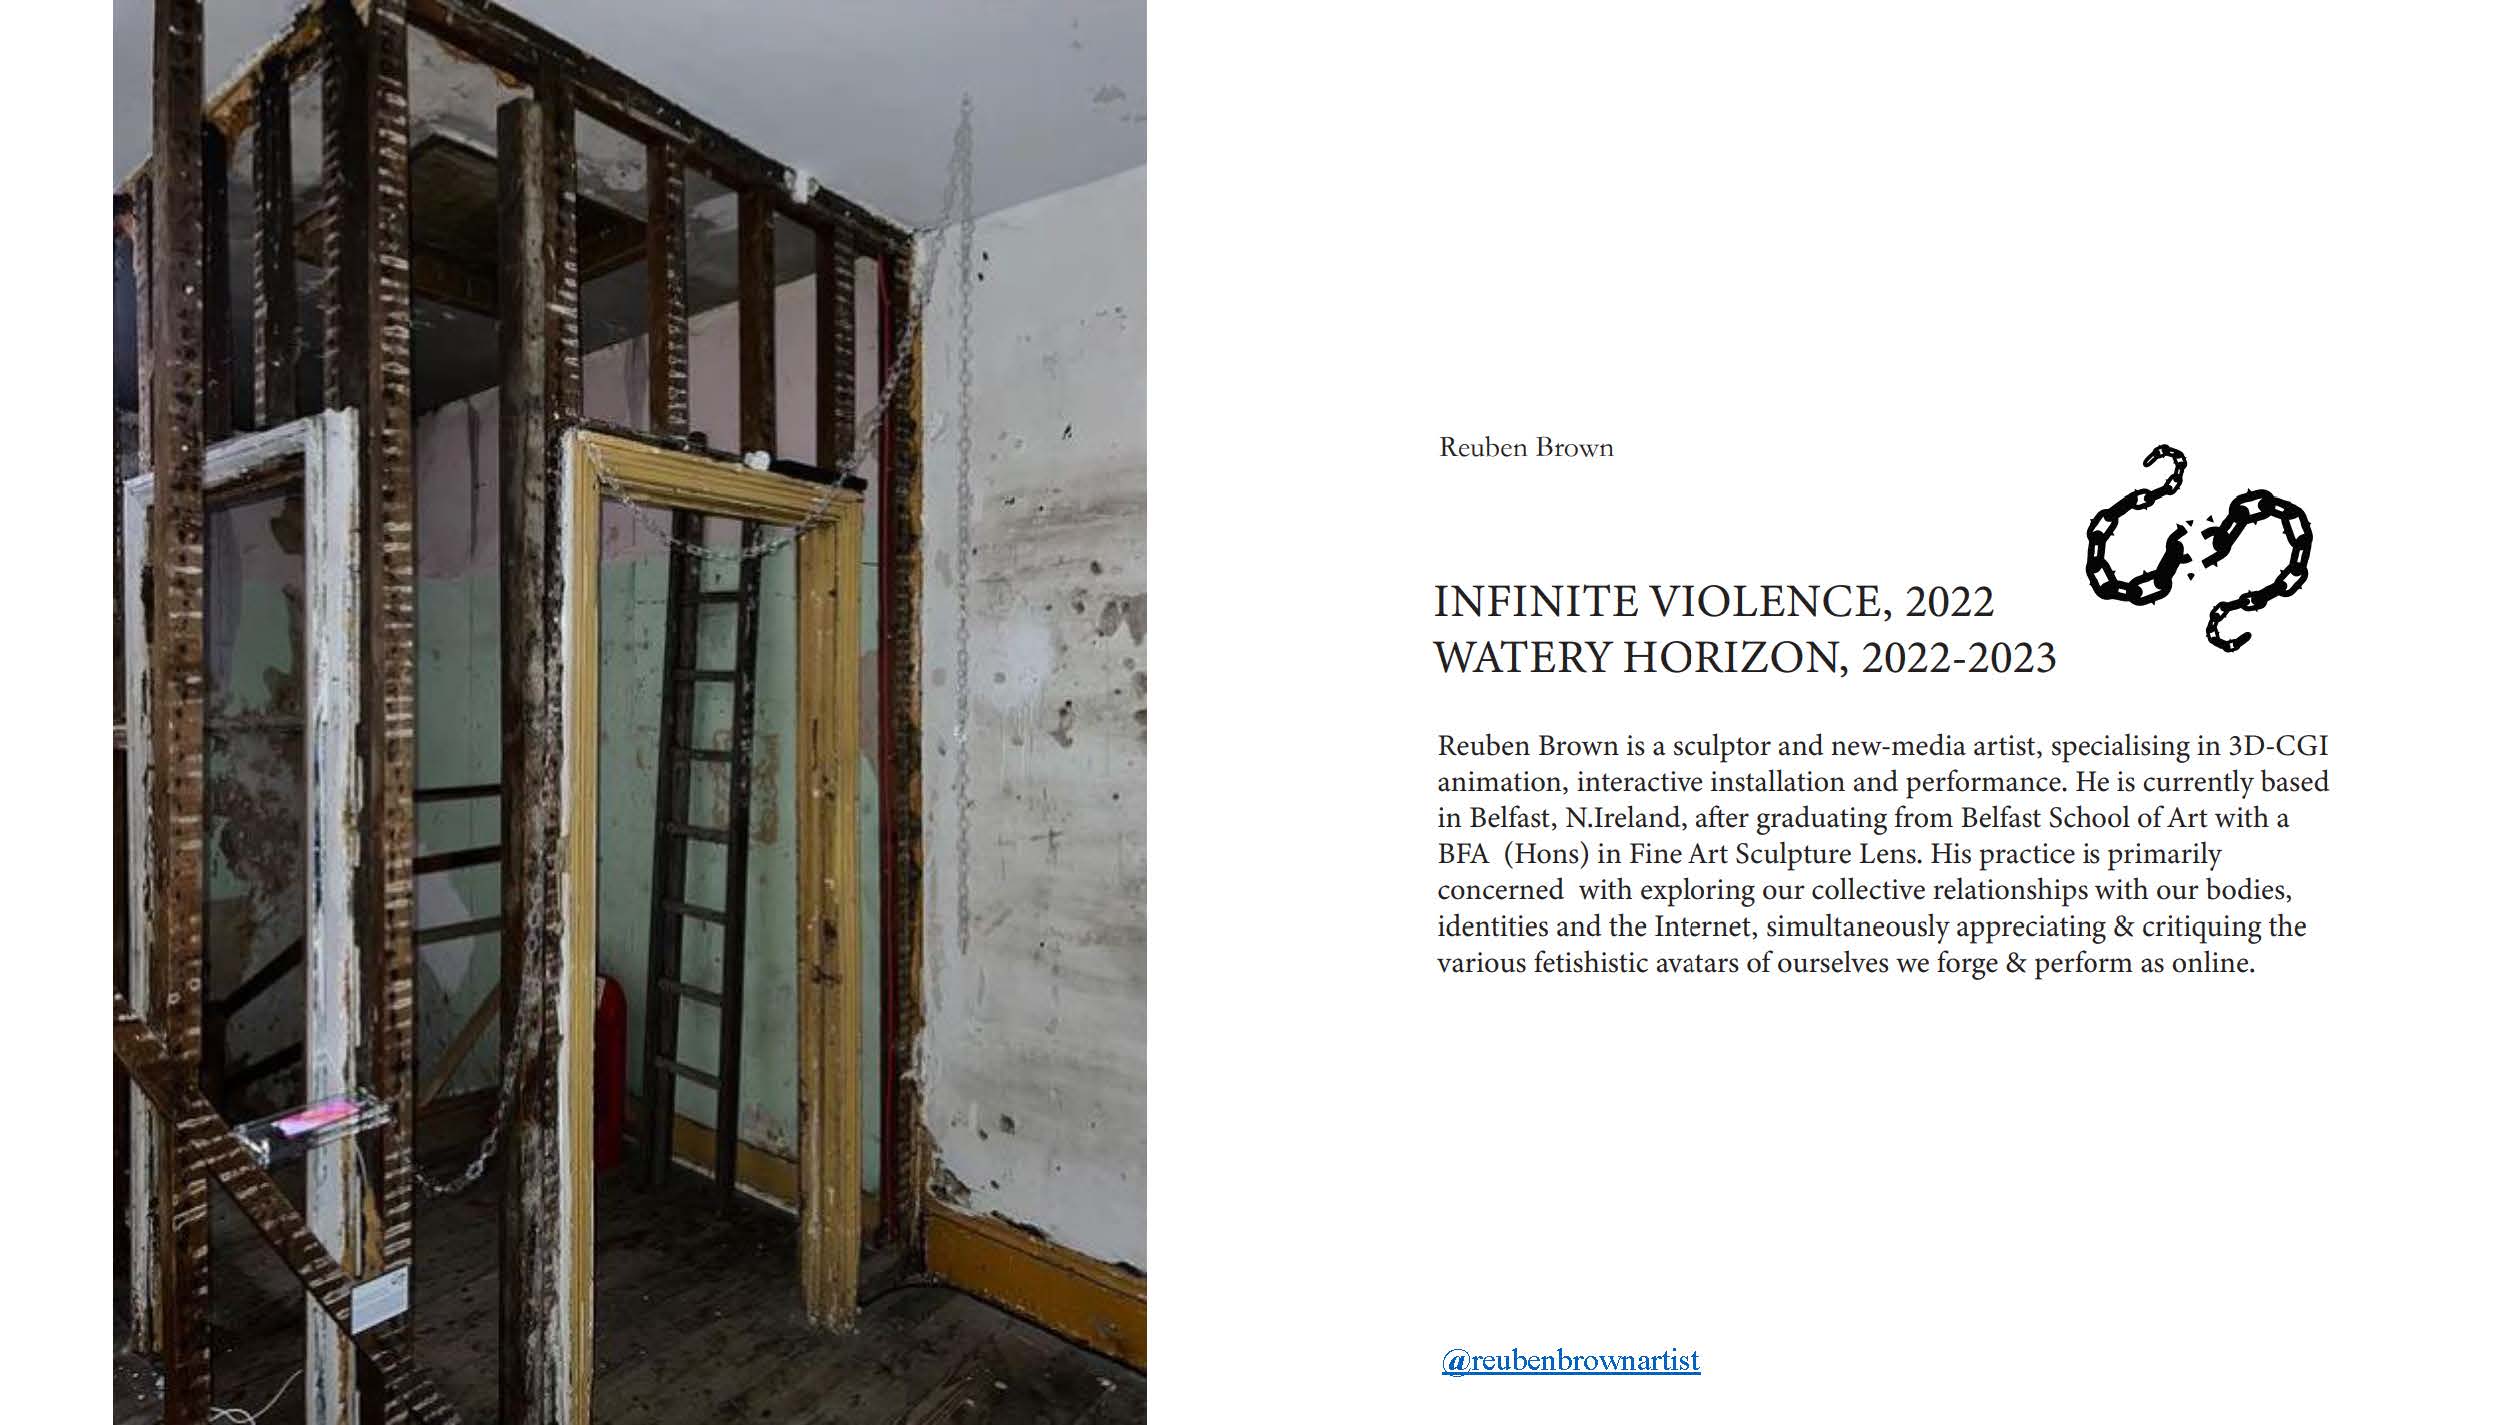 Reuben Brown
INFINITE VIOLENCE, 2022
WATERY HORIZON, 2022-2023
Reuben Brown is a sculptor and new-media artist, specialising in 3D-CGI
animation, interactive installation and performance. He is currently based
in Belfast, N.Ireland, after graduating from Belfast School of Art with a
BFA (Hons) in Fine Art Sculpture Lens. His practice is primarily
concerned with exploring our collective relationships with our bodies,
identities and the Internet, simultaneously appreciating & critiquing the
various fetishistic avatars of ourselves we forge & perform as online.
@reubenbrownartist